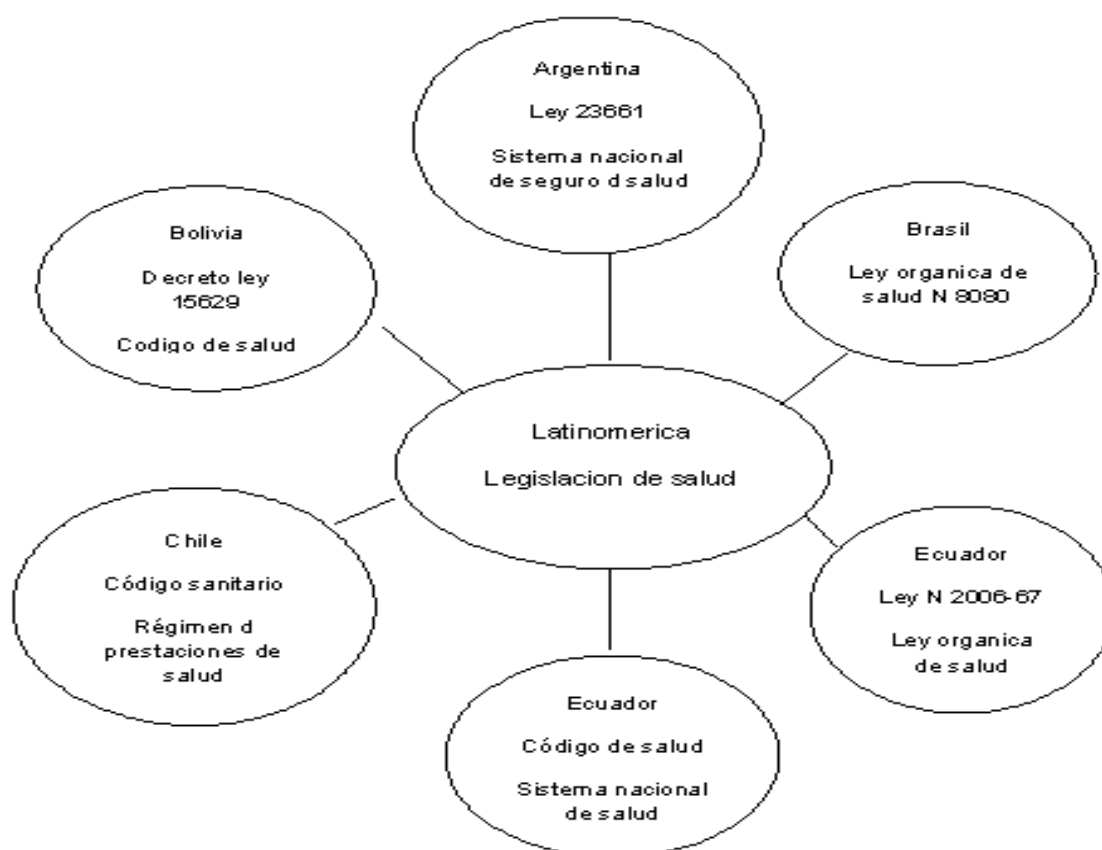 Argentina
Ley 23661
Sistema nacional
de seguro d salud
Bolivia
Decreto ley
15629
Codigo de salud
Brasil
Ley organica de
salud N 8080
Latinomerica
Legislacion de salud
Chile
Código sanitario
Régimen d
prestaciones de
salud
Ecuador
Ley N 2006-67
Ley organica
de salud
Ecuador
Código de salud
Sistema nacional
de salud